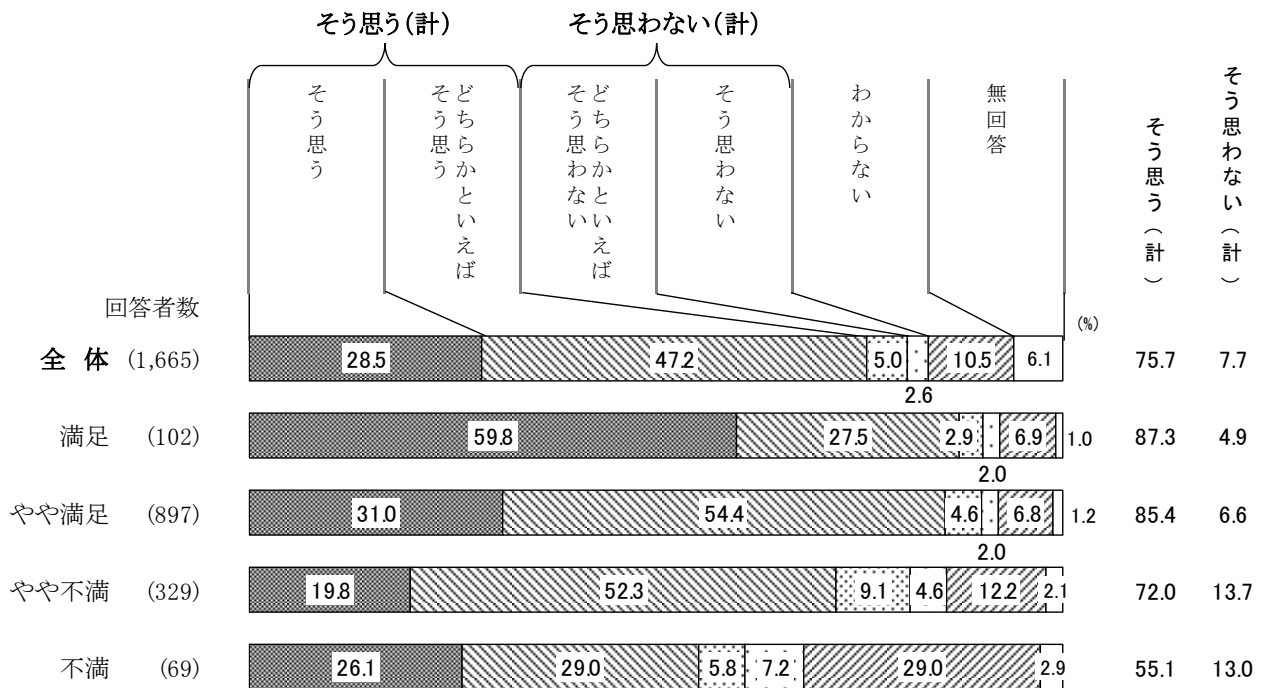 そう思う(計)
そう思わない(計)
そう思う
どちらかといえば
そう思う
どちらかといえば
そう思わない
そう思わない
わからない
無回答
そう思う(計)
そう思わない(計)
回答者数
(%)
全 体 (1,665) 28.5 47.2 5.0 10.5 6.1 75.7 7.7
2.6
満足 (102) 59.8 27.5 2.9 6.9 1.0 87.3 4.9
2.0
やや満足 (897) 31.0 54.4 4.6 6.8 1.2 85.4 6.6
2.0
やや不満 (329) 19.8 52.3 9.1 4.6 12.2 2.1 72.0 13.7
不満 (69) 26.1 29.0 5.8 7.2 29.0 2.9 55.1 13.0